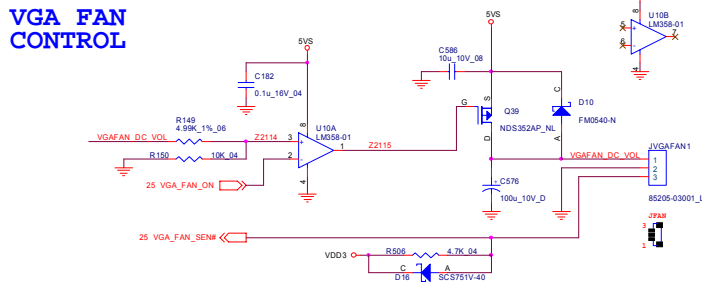 VGA FAN
CONTROL
5VS
C182
0.1u_16V_04
R149
4.99K_1%_06
VGAFAN_DC_VOL
Z2114
3
+
2
-
8
4
U10A
LM358-01
1
Z2115
R150
10K_04
25 VGA_FAN_ON
5VS
C586
10u_10V_08
G
S
D
Q39
NDS352AP_NL
C
A
D10
FM0540-N
C576
+
100u_10V_D
VGAFAN_DC_VOL
JVGAFAN1
1
2
3
85205-03001_L
JFAN
3
1
8
U10B
LM358-01
5
+
6
-
7
4
25 VGA_FAN_SEN#
VDD3
R506
4.7K_04
C
A
D16
SCS751V-40